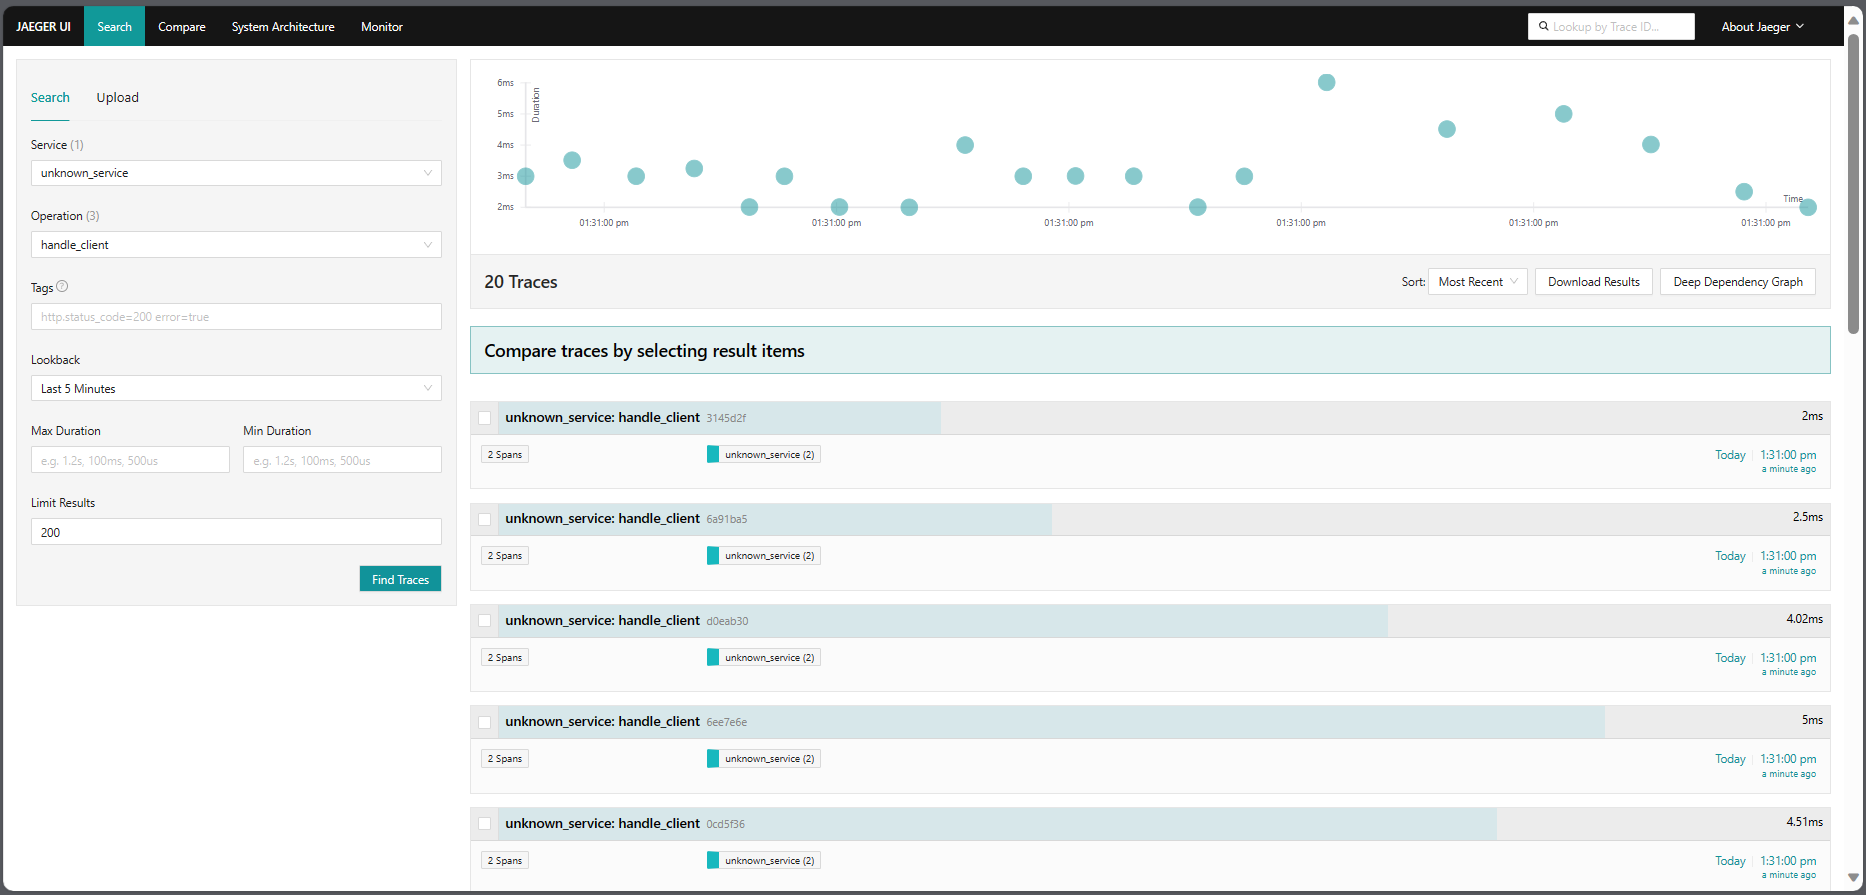 JAEGER UI Search Compare System Architecture Monitor Lookup by Trace ID... About Jaeger
Search Upload
Service (1)
unknown_service
Operation (3)
handle_client
Tags
http.status_code=200 error=true
Lookback
Last 5 Minutes
Max Duration Min Duration
e.g. 1.2s, 100ms, 500us e.g. 1.2s, 100ms, 500us
Limit Results
200
Find Traces
6ms
5ms
4ms
3ms
2ms
Duration
Time
01:31:00 pm 01:31:00 pm 01:31:00 pm 01:31:00 pm 01:31:00 pm 01:31:00 pm
20 Traces Sort: Most Recent Download Results Deep Dependency Graph
Compare traces by selecting result items
unknown_service: handle_client 3145d2f 2ms
2 Spans unknown_service (2) Today 1:31:00 pm
a minute ago
unknown_service: handle_client 6a91ba5 2.5ms
2 Spans unknown_service (2) Today 1:31:00 pm
a minute ago
unknown_service: handle_client d0eab30 4.02ms
2 Spans unknown_service (2) Today 1:31:00 pm
a minute ago
unknown_service: handle_client 6ee7e6e 5ms
2 Spans unknown_service (2) Today 1:31:00 pm
a minute ago
unknown_service: handle_client 0cd5f36 4.51ms
2 Spans unknown_service (2) Today 1:31:00 pm
a minute ago